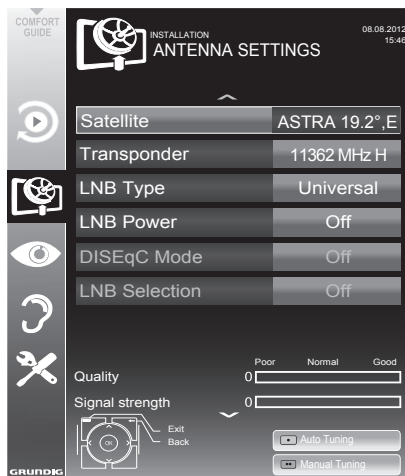 COMFORT
GUIDE
INSTALLATION
ANTENNA SETTINGS
08.08.2012
15:46
Satellite ASTRA 19.2°,E
Transponder 11362 MHz H
LNB Type Universal
LNB Power Off
DISEqC Mode Off
LNB Selection Off
Poor Normal Good
Quality 0
Signal strength 0
Exit
Back
OK
Auto Tuning
Manual Tuning
GRUNDIG